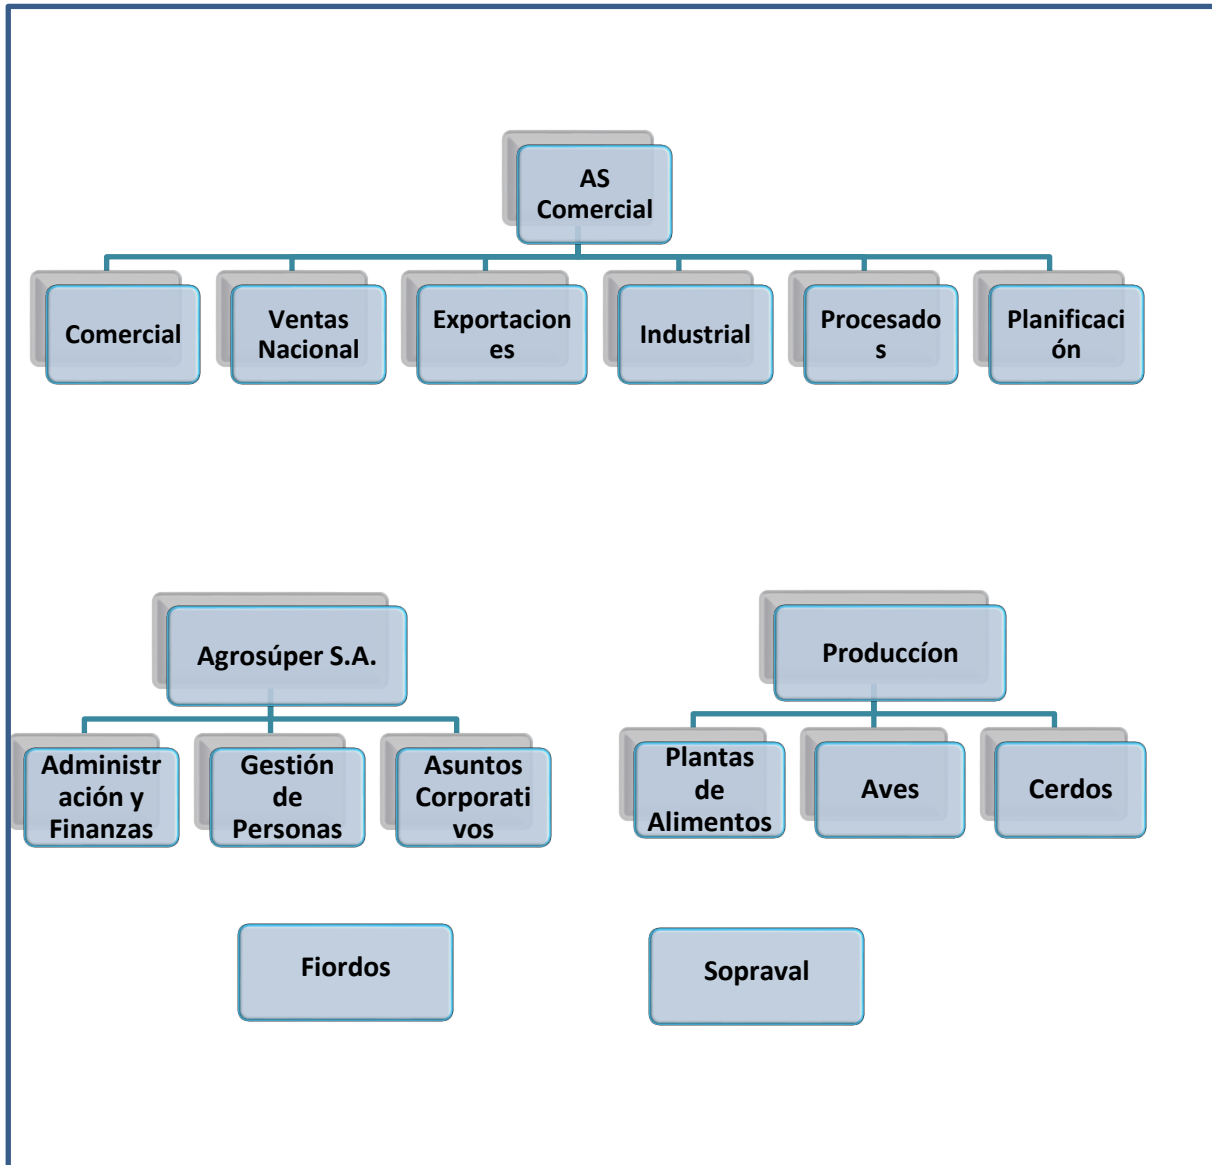 AS
Comercial
Comercial
Ventas
Nacional
Exportacion
es
Industrial
Procesado
s
Planificaci
ón
Agrosúper S.A.
Produccíon
Administr
ación y
Finanzas
Gestión
de
Personas
Asuntos
Corporati
vos
Plantas
de
Alimentos
Aves
Cerdos
Fiordos
Sopraval